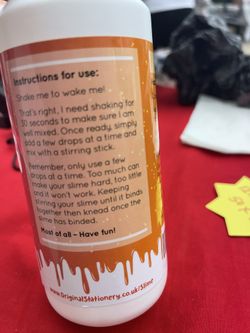 Instructions for use:
Shake me to wake me!
That's right, I need shaking for
30 seconds to make sure I am
well mixed. Once ready, simply
add a few drops at a time and
mix with a stirring stick.
Remember, only use a few
drops at a time. Too much can
make your slime hard, too little
and it won't work. Keeping
stirring your slime until it binds
together then knead once the
slime has binded.
Most of all – Have fun!
www.OriginalStationery.co.uk/Slime